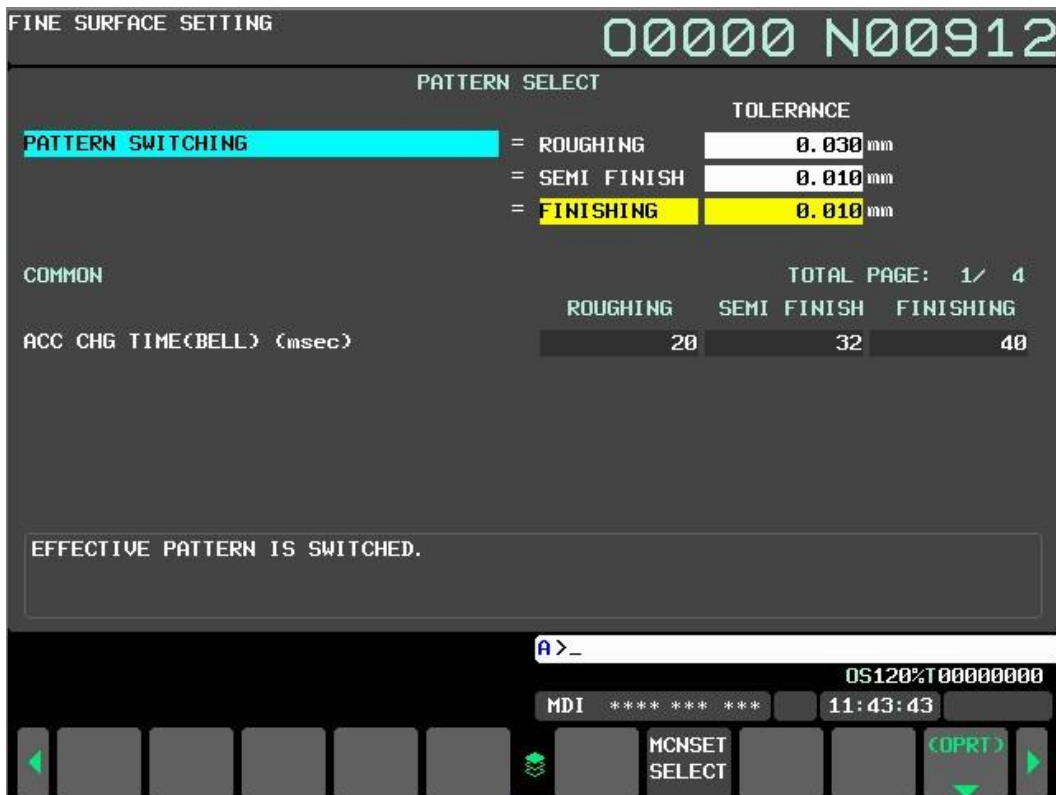 FINE SURFACE SETTING
O0000 N00912
PATTERN SELECT
TOLERANCE
PATTERN SWITCHING = ROUGHING 0.030 mm
= SEMI FINISH 0.010 mm
= FINISHING 0.010 mm
COMMON TOTAL PAGE: 1/ 4
ROUGHING SEMI FINISH FINISHING
ACC CHG TIME(BELL) (msec) 20 32 40
EFFECTIVE PATTERN IS SWITCHED.
A>_
OS120%T00000000
MDI **** *** *** 11:43:43
MCNSET SELECT (OPRT)